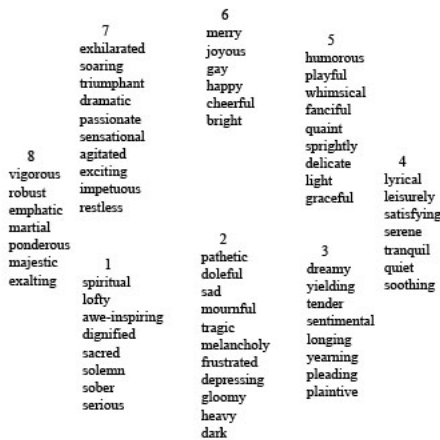 6
merry
joyous
gay
happy
cheerful
bright
7
exhilarated
soaring
triumphant
dramatic
passionate
sensational
agitated
exciting
impetuous
restless
5
humorous
playful
whimsical
fanciful
quaint
sprightly
delicate
light
graceful
8
vigorous
robust
emphatic
martial
ponderous
majestic
exalting
4
lyrical
leisurely
satisfying
serene
tranquil
quiet
soothing
1
spiritual
lofty
awe-inspiring
dignified
sacred
solemn
sober
serious
2
pathetic
doleful
sad
mournful
tragic
melancholy
frustrated
depressing
gloomy
heavy
dark
3
dreamy
yielding
tender
sentimental
longing
yearning
pleading
plaintive